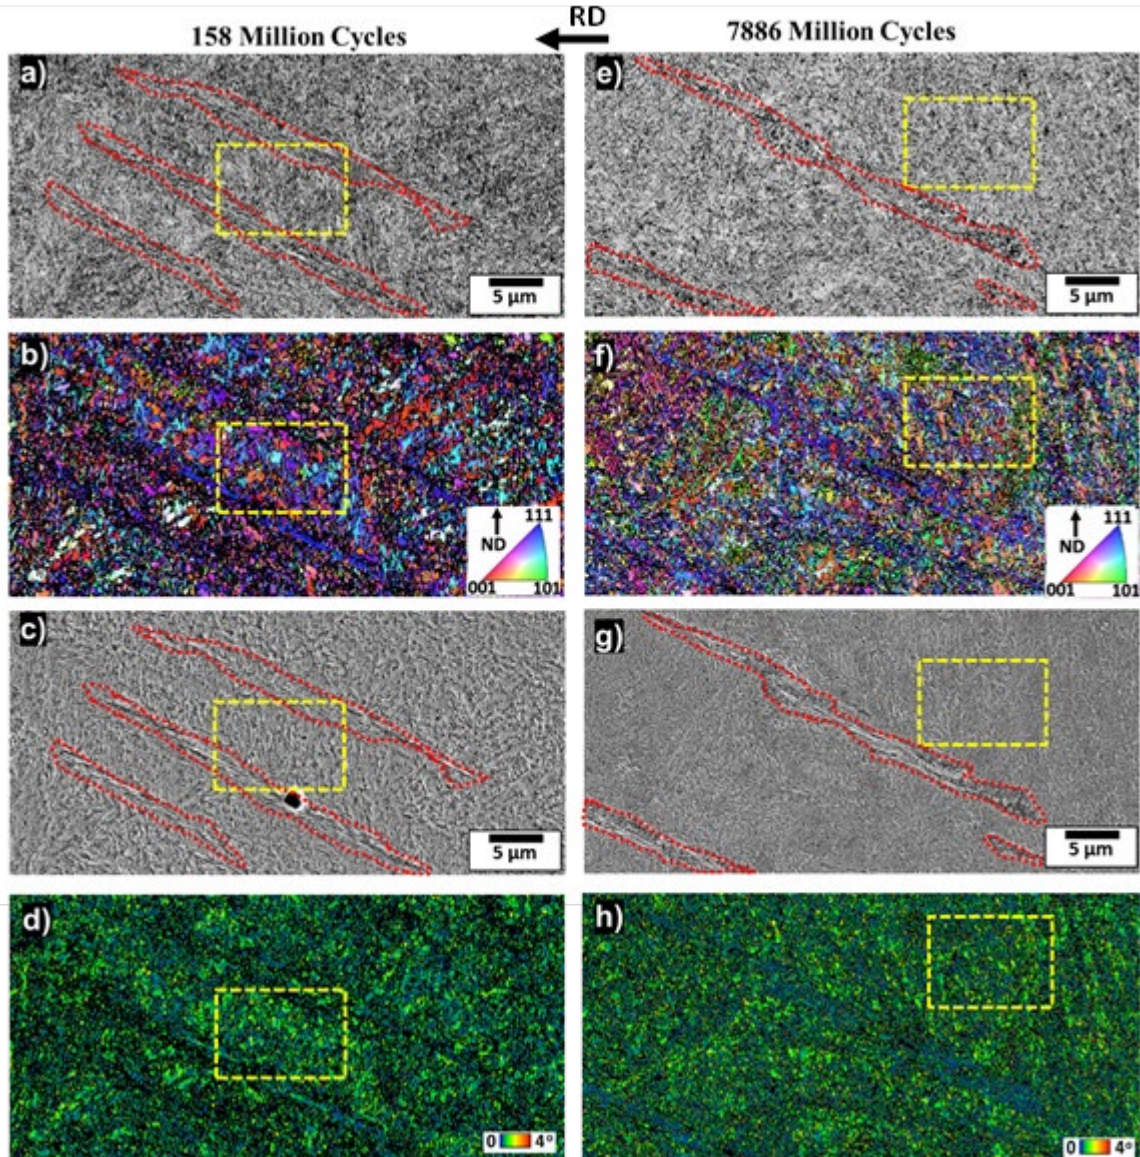 RD
158 Million Cycles
7886 Million Cycles
a)
5 µm
e)
5 µm
b)
ND
111
001
101
f)
ND
111
001
101
c)
5 µm
g)
5 µm
d)
0
4°
h)
0
4°